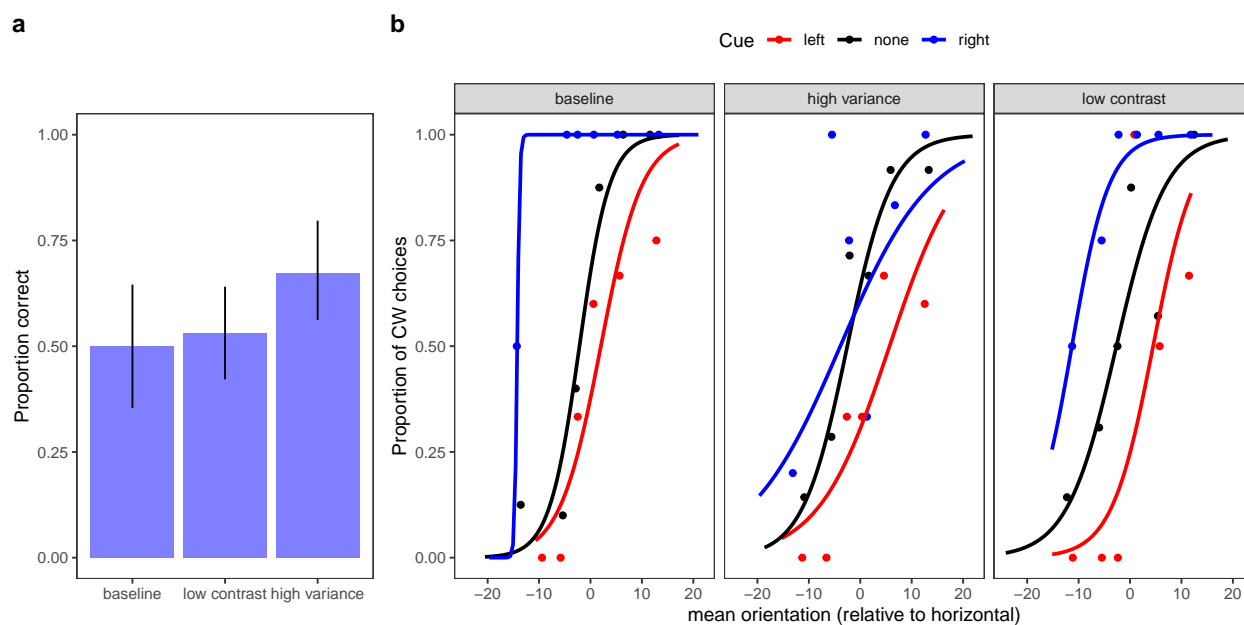 a
b
Cue left none right
baseline high variance low contrast
Proportion correct
1.00
0.75
0.50
0.25
0.00
baseline low contrast high variance
Proportion of CW choices
1.00
0.75
0.50
0.25
0.00
−20 −10 0 10 20 −20 −10 0 10 20 −20 −10 0 10 20
mean orientation (relative to horizontal)